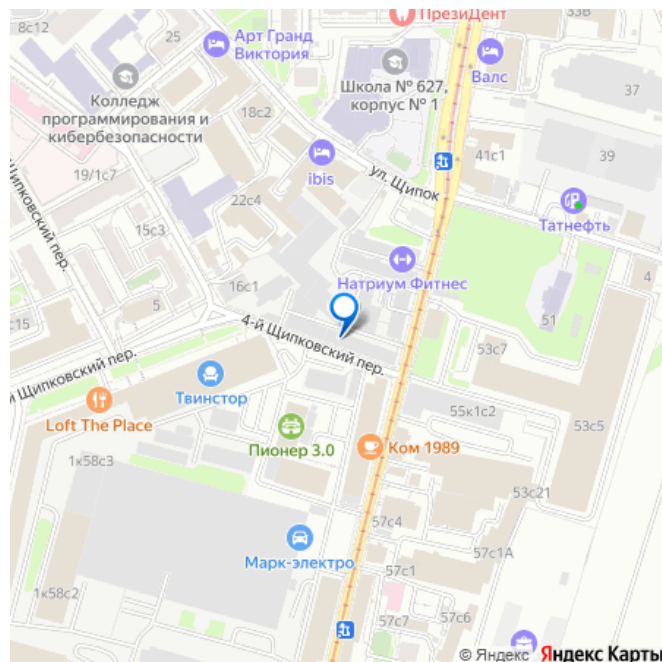 8с12
25
Арт Гранд
Виктория
ПрезиДент
33В
Валс
37
Школа № 627,
корпус № 1
Колледж
программирования и
кибербезопасности
18с2
41с1
39
ibis
ул. Щипок
19/1с7
22с4
Татнефть
Щипковский пер.
15с3
Натриум Фитнес
4
16с1
5
51
с15
4-й Щипковский пер.
53с7
й Щипковский пер.
Твинстор
55к1с2
53с5
Loft The Place
Пионер 3.0
Ком 1989
1к58с3
53с21
57с4
Марк-электро
57с1А
57с1
1к58с2
57с7
57с6
© Яндекс Яндекс Карты